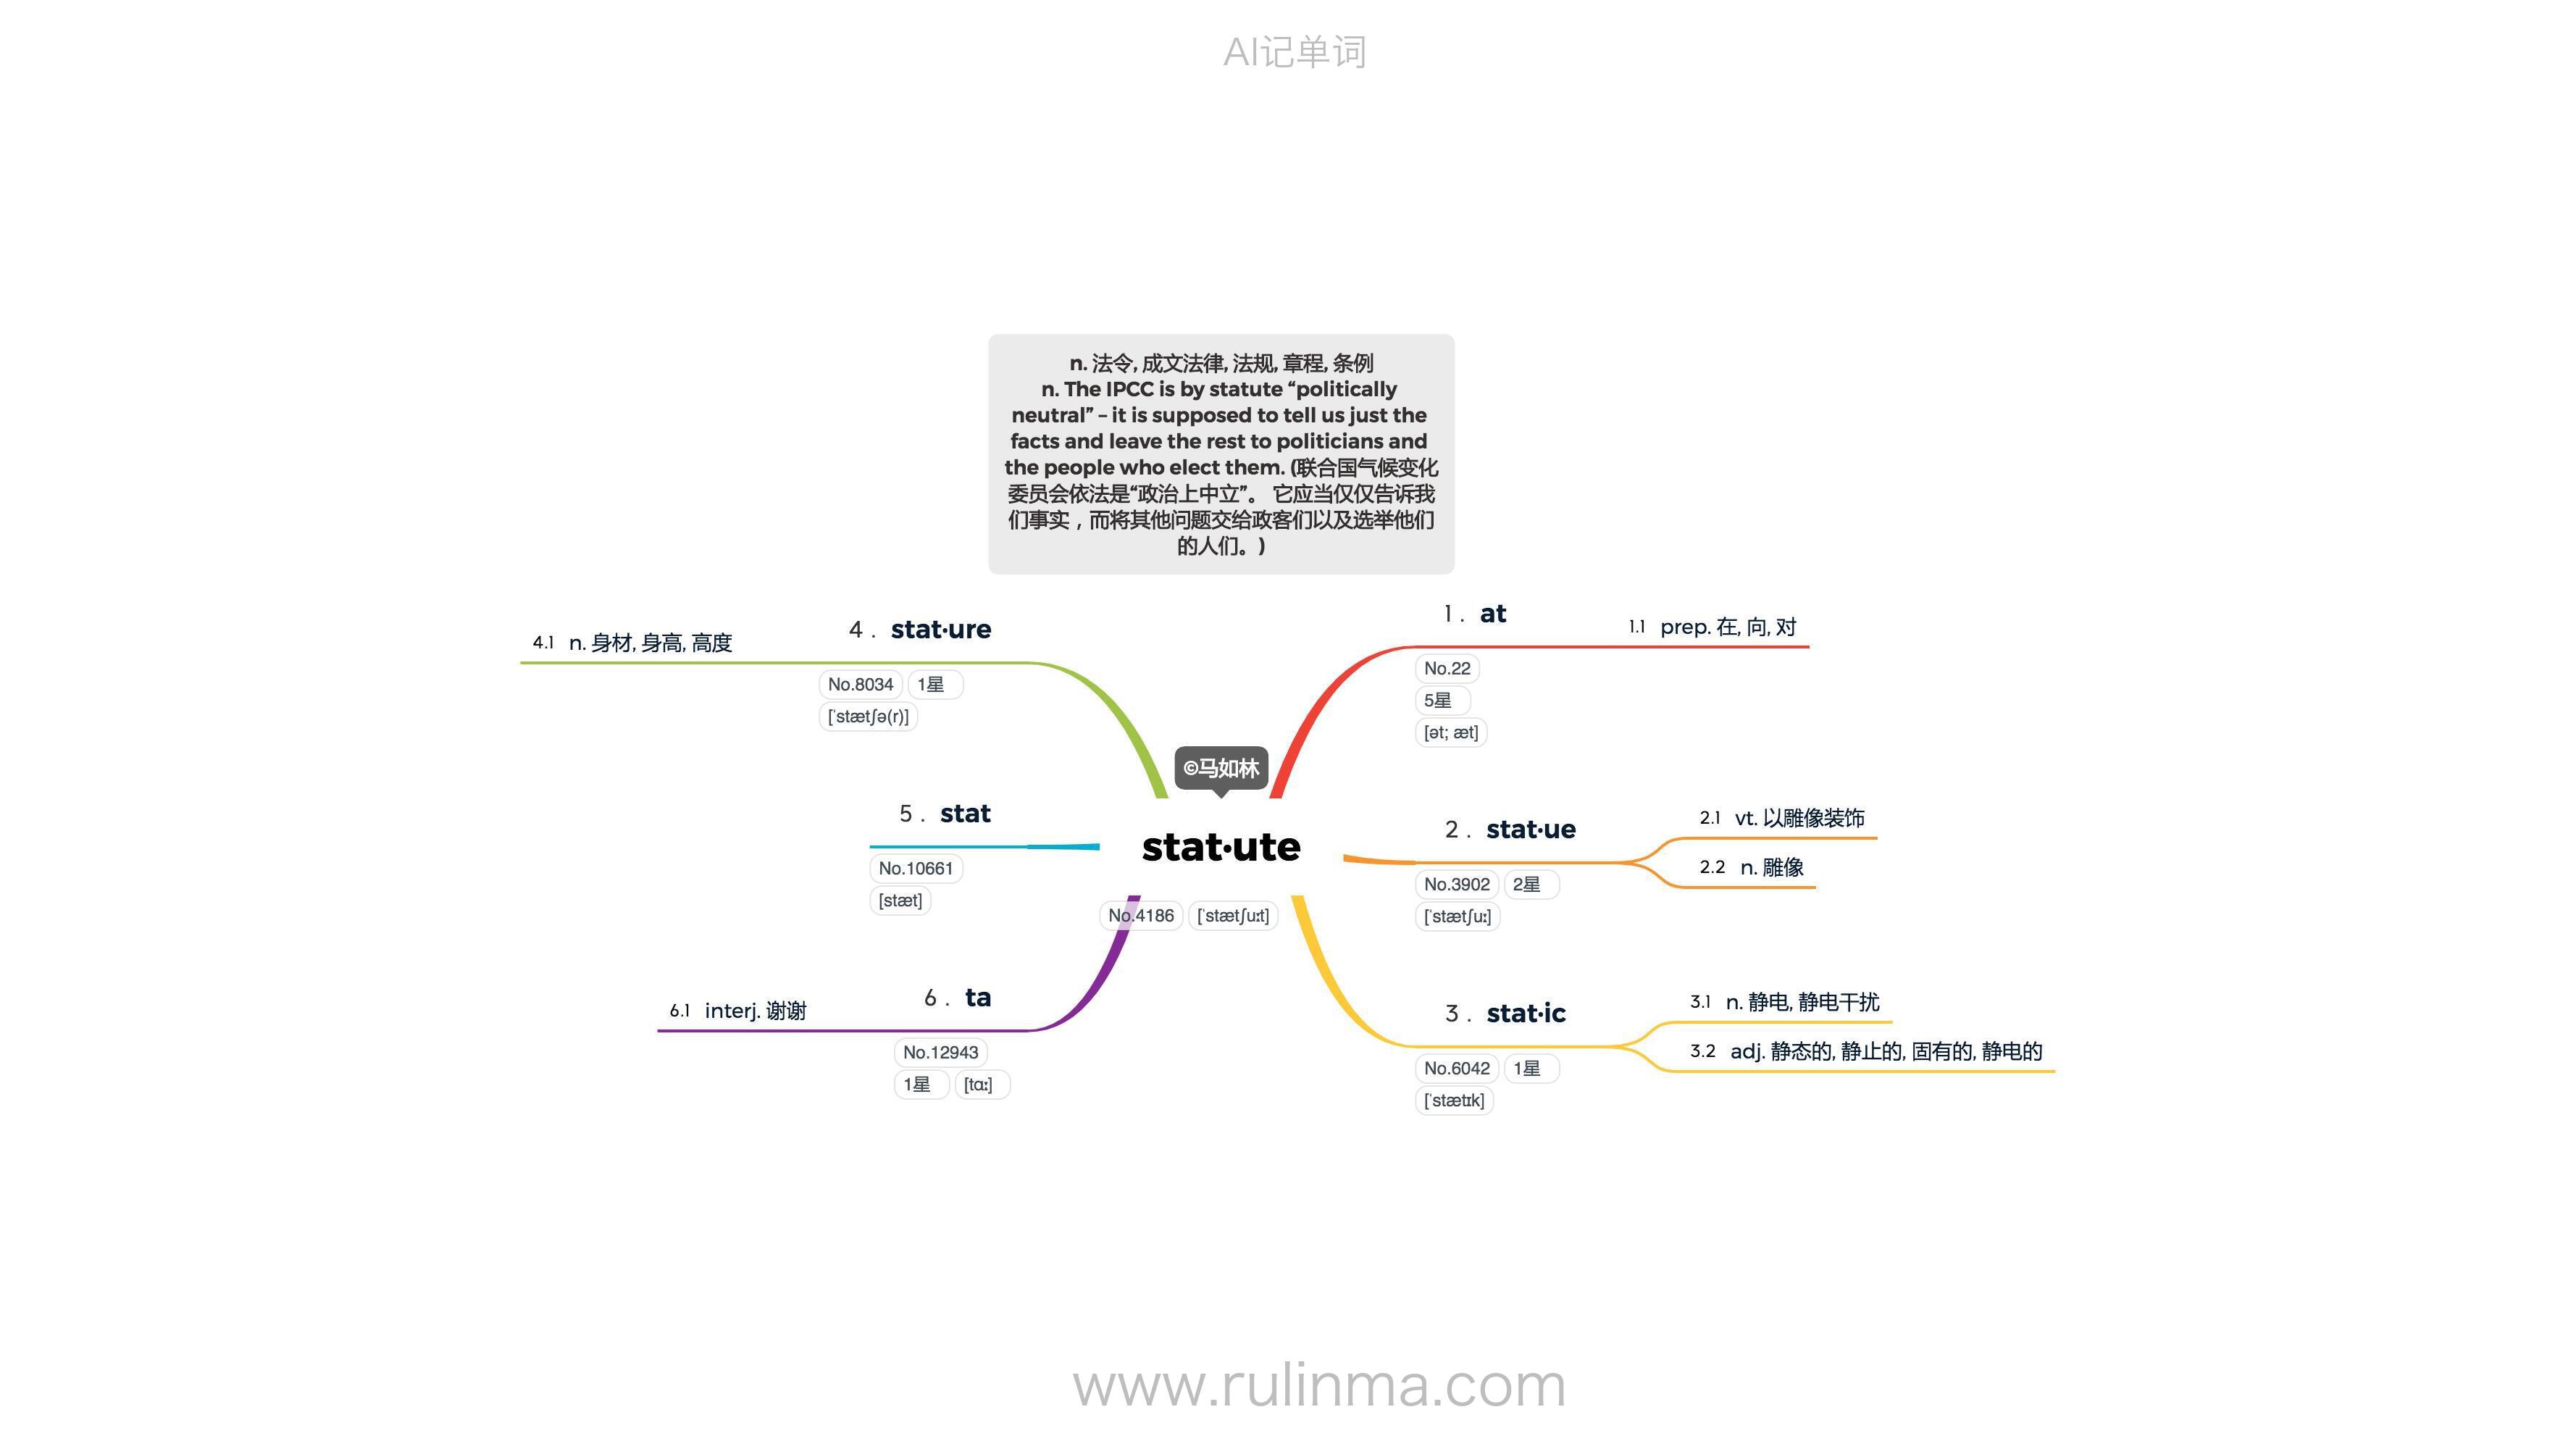 AI记单词
n. 法令, 成文法律, 法规, 章程, 条例
n. The IPCC is by statute “politically
neutral” – it is supposed to tell us just the
facts and leave the rest to politicians and
the people who elect them. (联合国气候变化
委员会依法是“政治上中立”。 它应当仅仅告诉我
们事实，而将其他问题交给政客们以及选举他们
的人们。)
©马如林
stat·ute
No.4186 [ˈstætʃuːt]
1 . at
No.22
5星
[ət; æt]
1.1 prep. 在, 向, 对
2 . stat·ue
No.3902 2星
[ˈstætʃuː]
2.1 vt. 以雕像装饰
2.2 n. 雕像
3 . stat·ic
No.6042 1星
[ˈstætɪk]
3.1 n. 静电, 静电干扰
3.2 adj. 静态的, 静止的, 固有的, 静电的
4 . stat·ure
No.8034 1星
[ˈstætʃə(r)]
4.1 n. 身材, 身高, 高度
5 . stat
No.10661
[stæt]
6 . ta
No.12943
1星 [tɑː]
6.1 interj. 谢谢
www.rulinma.com